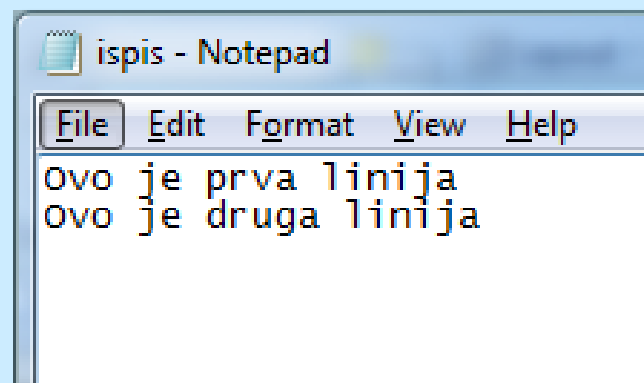 ispis - Notepad
File Edit Format View Help
Ovo je prva linija
Ovo je druga linija